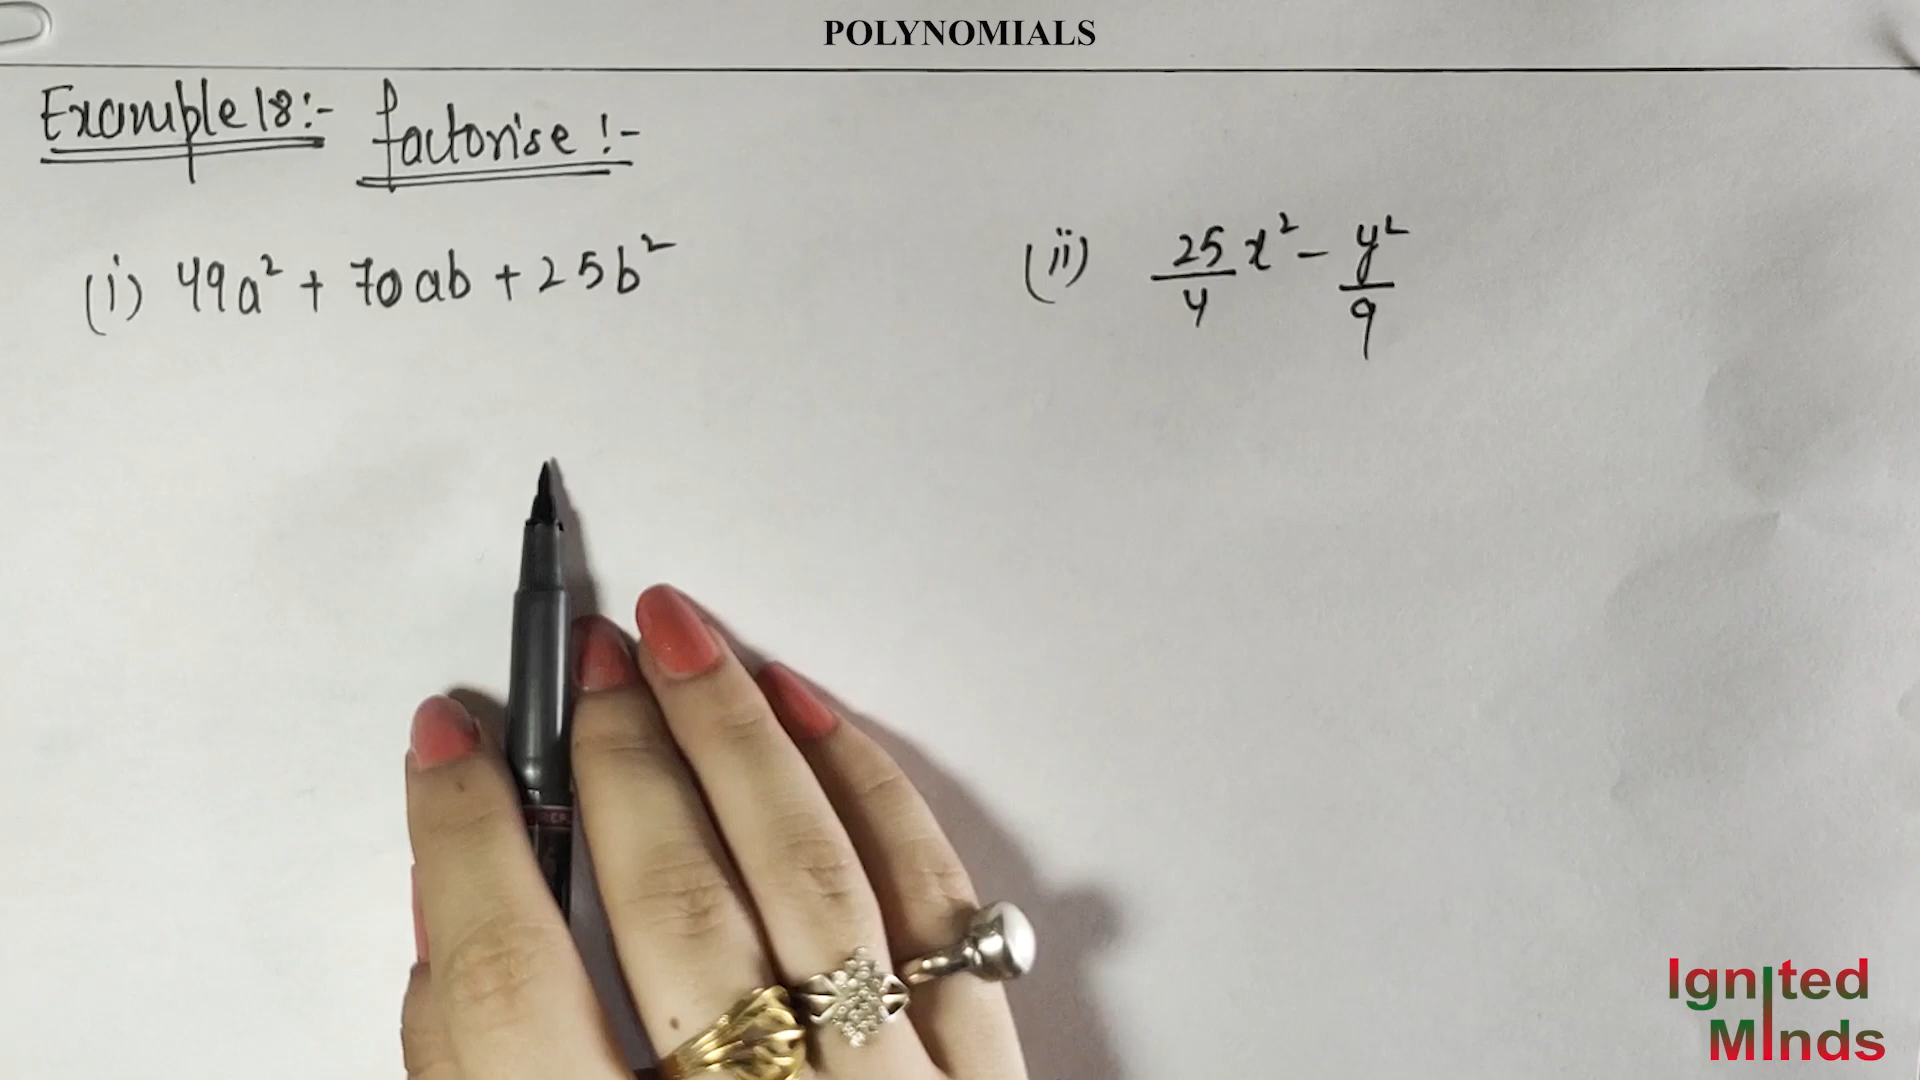 POLYNOMIALS
Example 18:- factorise :-
(i) 49a² + 70ab + 25b²
(ii) 25/4 x² - y²/9
Ignited
Minds